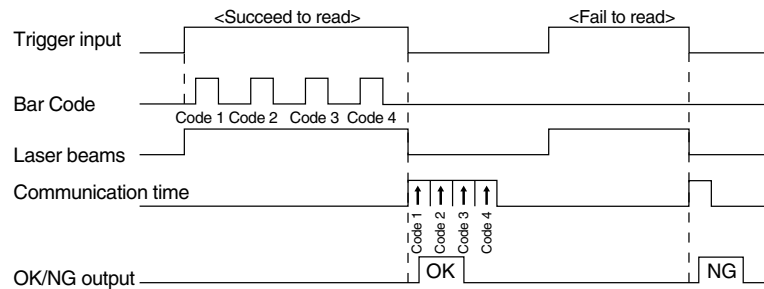 <Succeed to read>
<Fail to read>
Trigger input
Bar Code
Code 1
Code 2
Code 3
Code 4
Laser beams
Communication time
Code 1
Code 2
Code 3
Code 4
OK/NG output
OK
NG